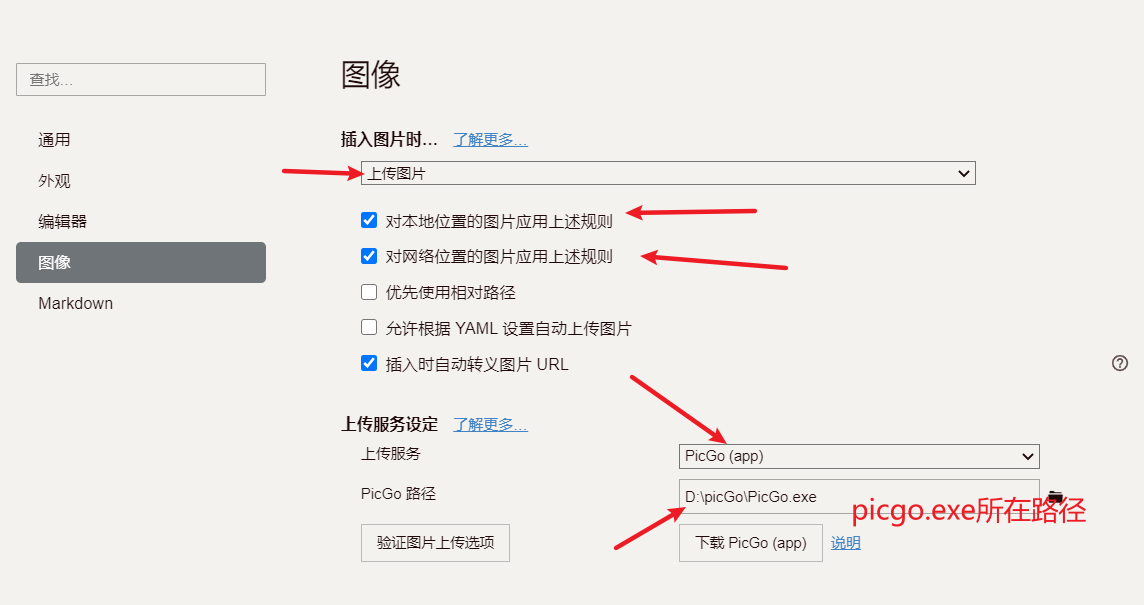 查找...
通用
外观
编辑器
图像
Markdown
图像
插入图片时... 了解更多...
上传图片
对本地位置的图片应用上述规则
对网络位置的图片应用上述规则
优先使用相对路径
允许根据 YAML 设置自动上传图片
插入时自动转义图片 URL
上传服务设定 了解更多...
上传服务 PicGo (app)
PicGo 路径 D:\picGo\PicGo.exe
picgo.exe所在路径
验证图片上传选项 下载 PicGo (app) 说明